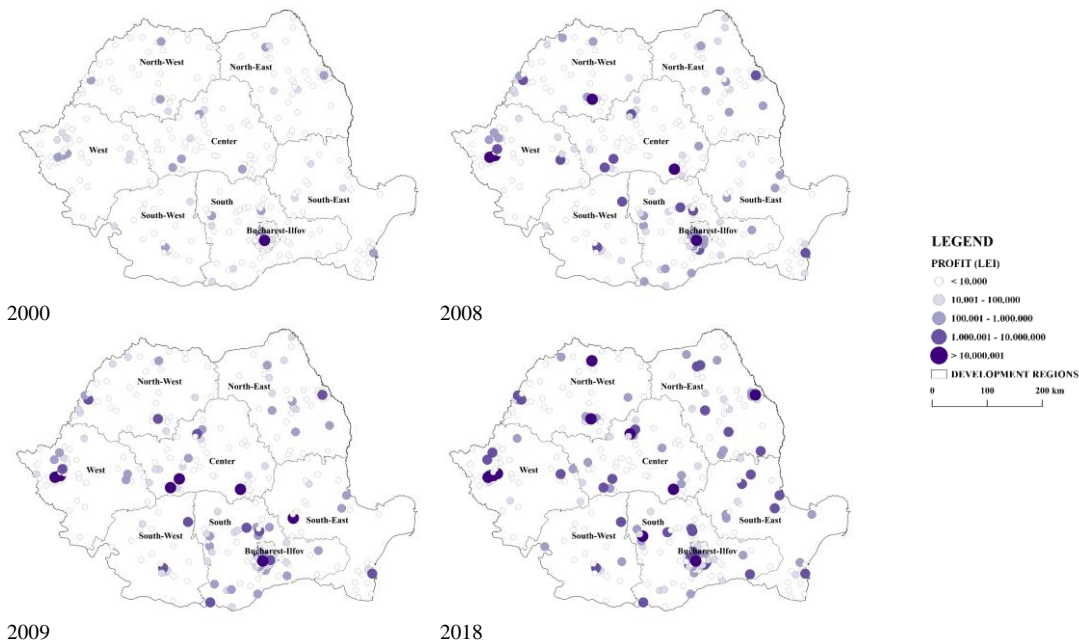 North-West
North-East
West
Center
South-West
South
South-East
Bucharest-Ilfov
2000
North-West
North-East
West
Center
South-West
South
South-East
Bucharest-Ilfov
2008
North-West
North-East
West
Center
South-West
South
South-East
Bucharest-Ilfov
2009
North-West
North-East
West
Center
South-West
South
South-East
Bucharest-Ilfov
2018
LEGEND
PROFIT (LEI)
< 10.000
10.001 - 100.000
100.001 - 1.000.000
1.000.001 - 10.000.000
> 10.000.001
DEVELOPMENT REGIONS
0 100 200 km